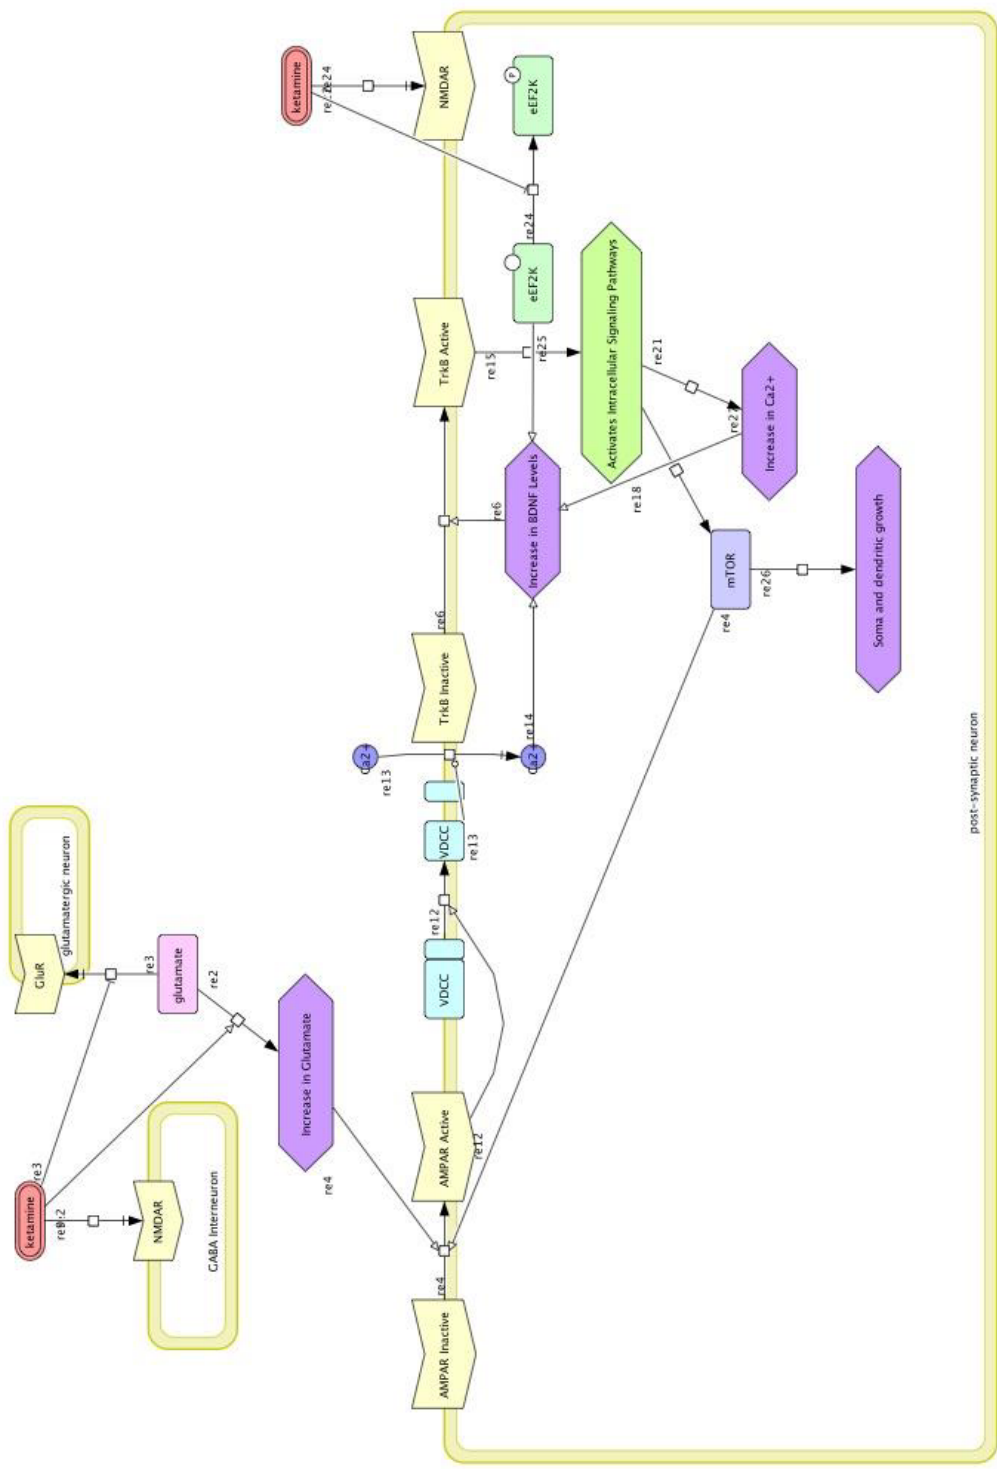 ketamine
re3
GluR
glutamatergic neuron
re3
NMDAR
glutamate
re2
GABA Interneuron
ketamine
Increase in Glutamate
re24
re4
Ca2+
re13
re12
re4
re6
AMPAR Inactive
AMPAR Active
VDCC
VDCC
TrkB Inactive
TrkB Active
NMDAR
re12
re13
re15
re6
re14
re24
Ca2+
Increase in BDNF Levels
eEF2K
eEF2K
P
re25
Activates Intracellular Signaling Pathways
re18
re21
re4
mTOR
re26
Increase in Ca2+
Soma and dendritic growth
post-synaptic neuron